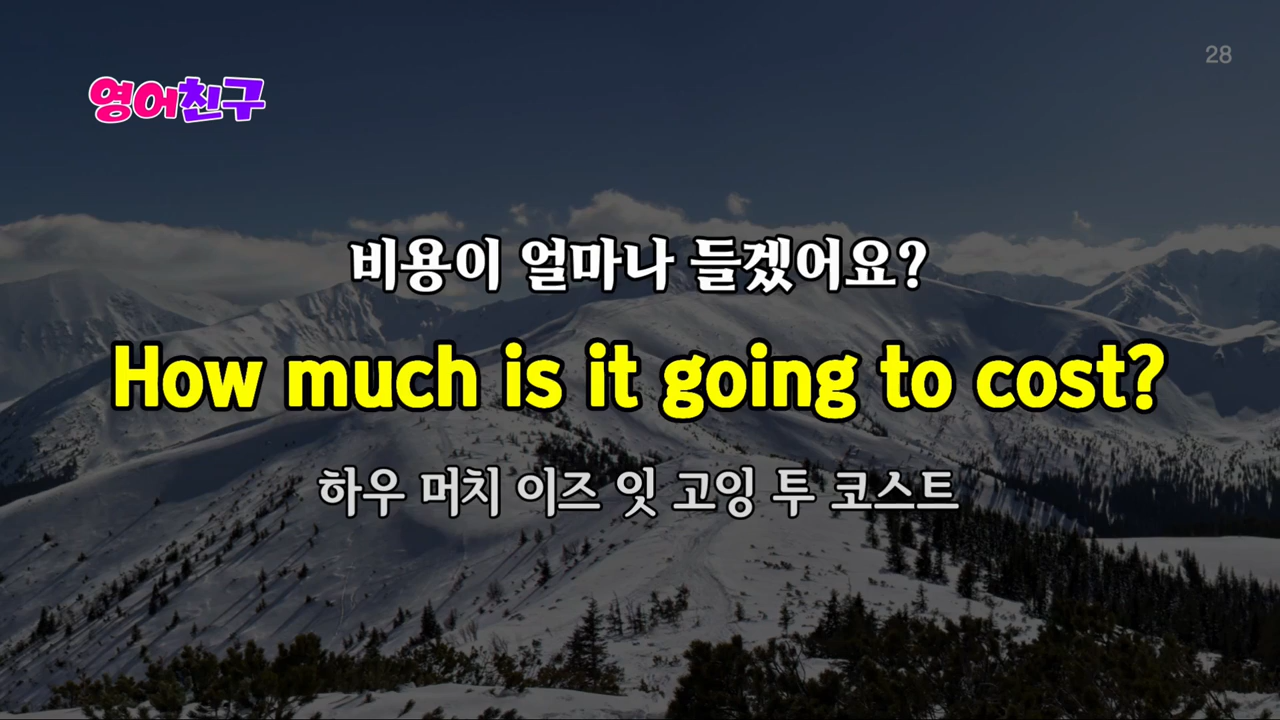 28
영어친구
비용이 얼마나 들겠어요?
How much is it going to cost?
하우 머치 이즈 잇 고잉 투 코스트